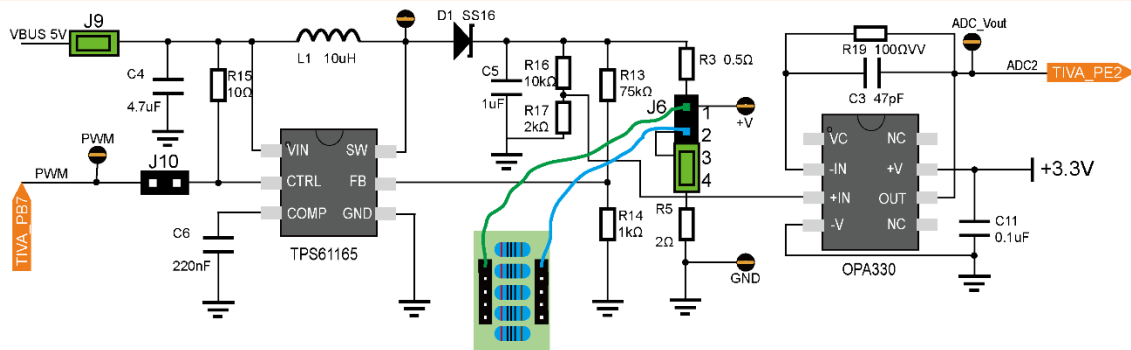 J9
VBUS 5V
L1 10uH
D1 SS16
C4
4.7uF
R15
10Ω
C5
1uF
R16
10kΩ
R17
2kΩ
R13
75kΩ
R3 0.5Ω
J6
1
2
3
4
+V
R19 100ΩVV
C3 47pF
ADC_Vout
ADC2
TIVA_PE2
PWM
PWM
J10
TIVA_PB7
VIN
SW
CTRL
FB
COMP
GND
TPS61165
C6
220nF
R14
1kΩ
R5
2Ω
GND
VC
NC
-IN
+V
+IN
OUT
-V
NC
OPA330
+3.3V
C11
0.1uF